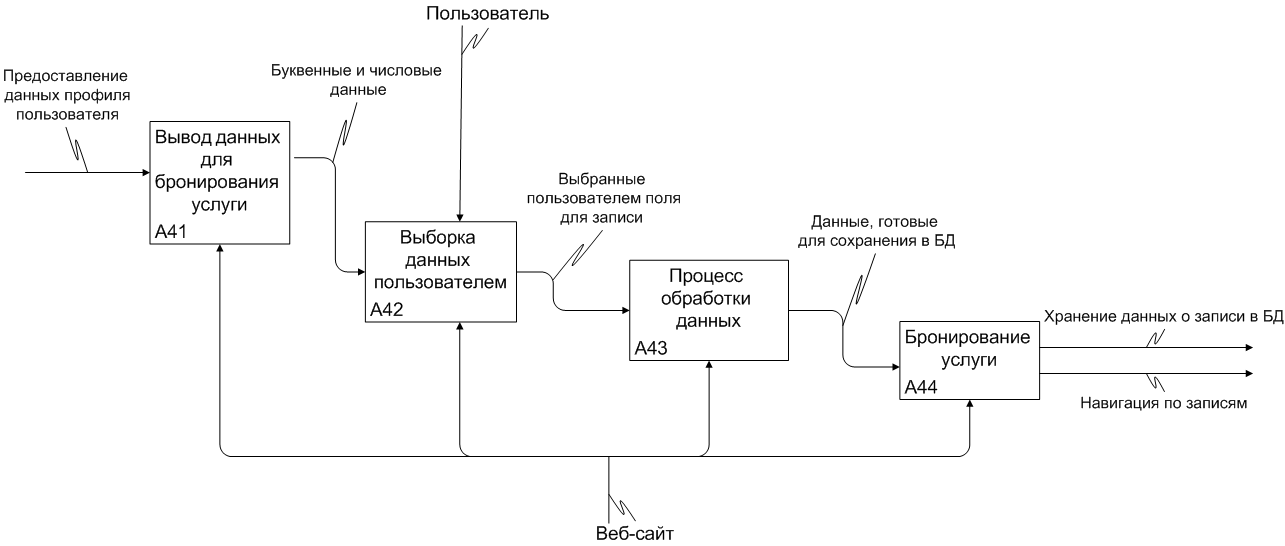 Пользователь
Предоставление
данных профиля
пользователя
Буквенные и числовые
данные
Вывод данных
для
бронирования
услуги
A41
Выборка
данных
пользователем
A42
Выбранные
пользователем поля
для записи
Процесс
обработки
данных
A43
Данные, готовые
для сохранения в БД
Бронирование
услуги
A44
Хранение данных о записи в БД
Навигация по записям
Веб-сайт